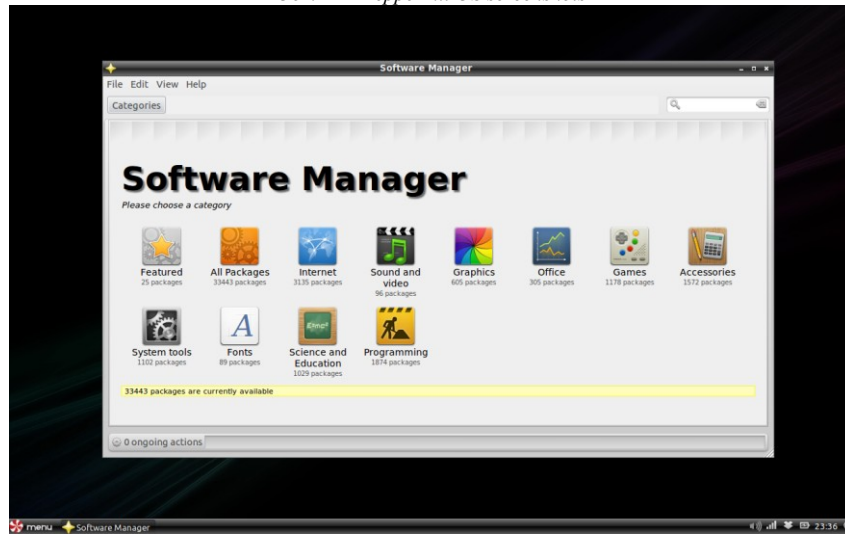 Software Manager
File Edit View Help
Categories
Software Manager
Please choose a category
Featured
25 packages
All Packages
33443 packages
Internet
3135 packages
Sound and
video
96 packages
Graphics
605 packages
Office
305 packages
Games
1178 packages
Accessories
1572 packages
System tools
1102 packages
Fonts
89 packages
Science and
Education
1029 packages
Programming
1874 packages
33443 packages are currently available
0 ongoing actions
menu Software Manager 23:36